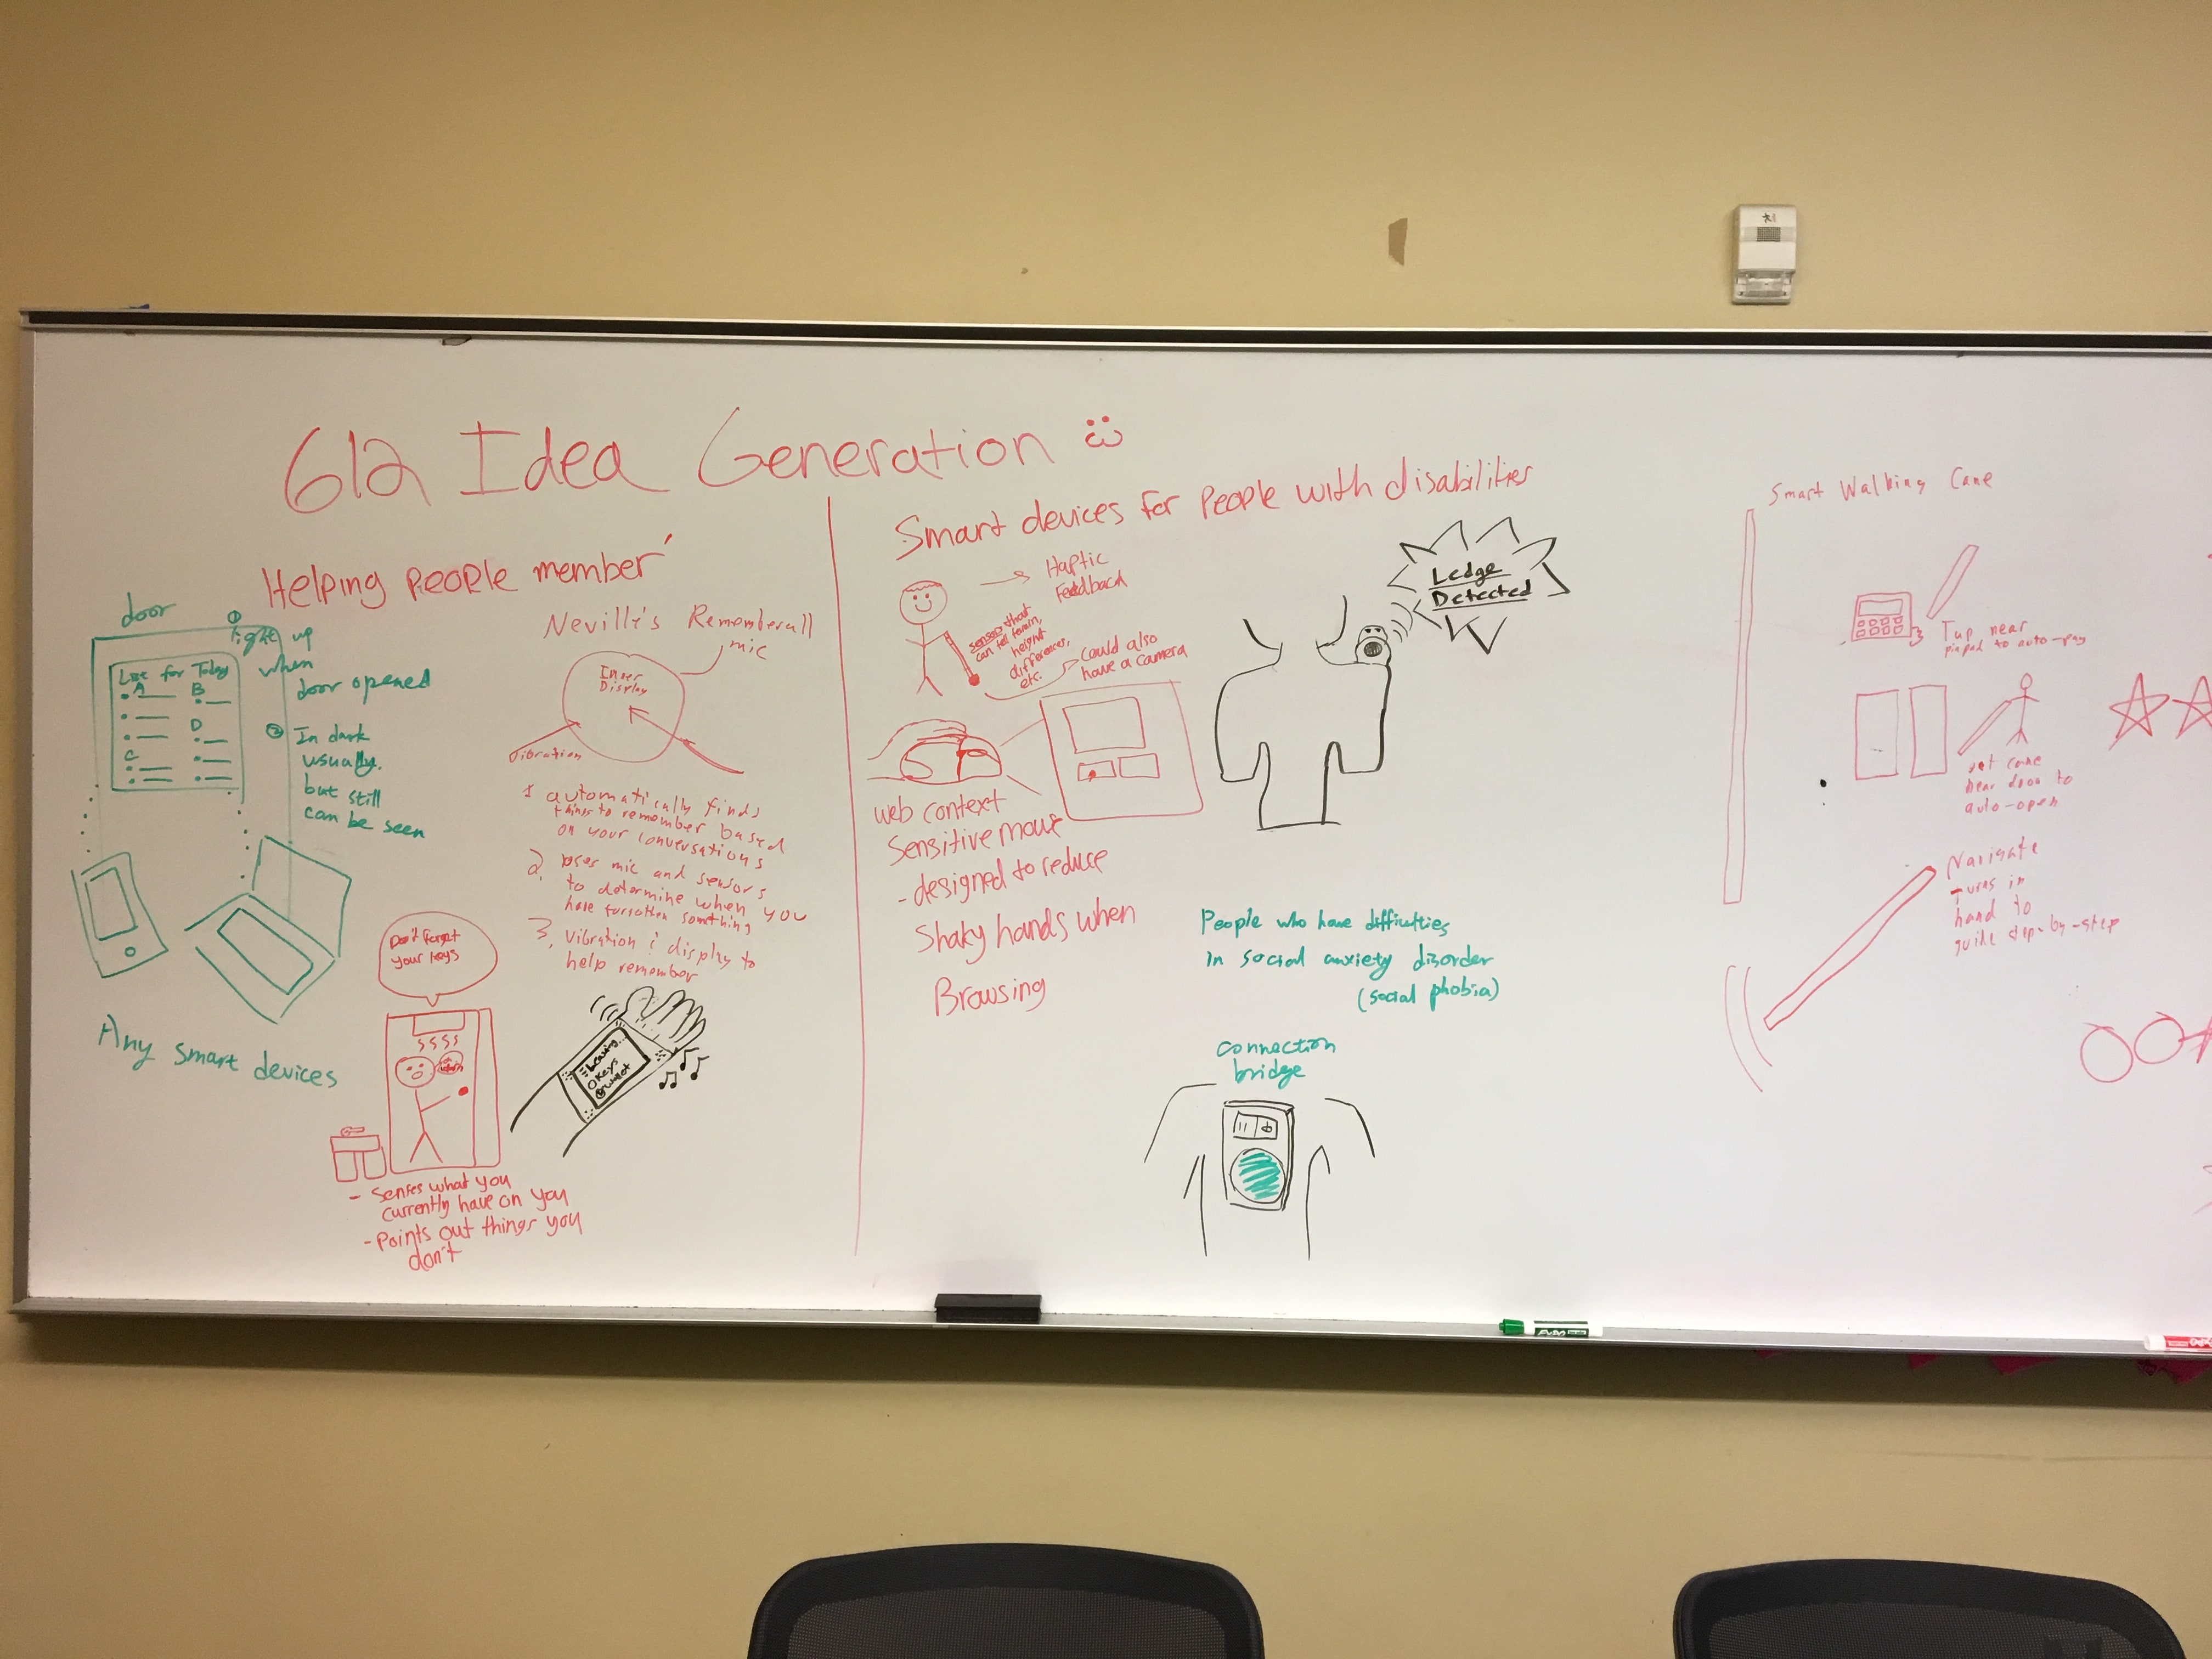 612 Idea Generation
Helping People member
door
① light up
when
door opened
List for Today
A
B
D
C
② In dark
usually.
but still
can be seen
Any smart devices
Neville's Rememberall
mic
Inner
Display
Vibration
1 automatically finds
things to remember based
on your conversations
2. uses mic and sensors
to determine when you
have forgotten something
3. vibration & display to
help remember
Don't forget
your keys
- Senses what you
currently have on you
- Points out things you
don't
Leaving...
Keys
Smart devices for People with disabilities
Haptic
Feedback
sensors that
can tell terrain,
height
differences,
etc.
could also
have a camera
Ledge
Detected
web context
Sensitive mouse
- designed to reduce
Shaky hands when
Browsing
People who have difficulties
in social anxiety disorder
(social phobia)
connection
bridge
Smart Walking Cane
Tap near
pinpad to auto-pay
near door to
auto-open
Navigate
Turns in
hand to
guide step-by-step
EXPO